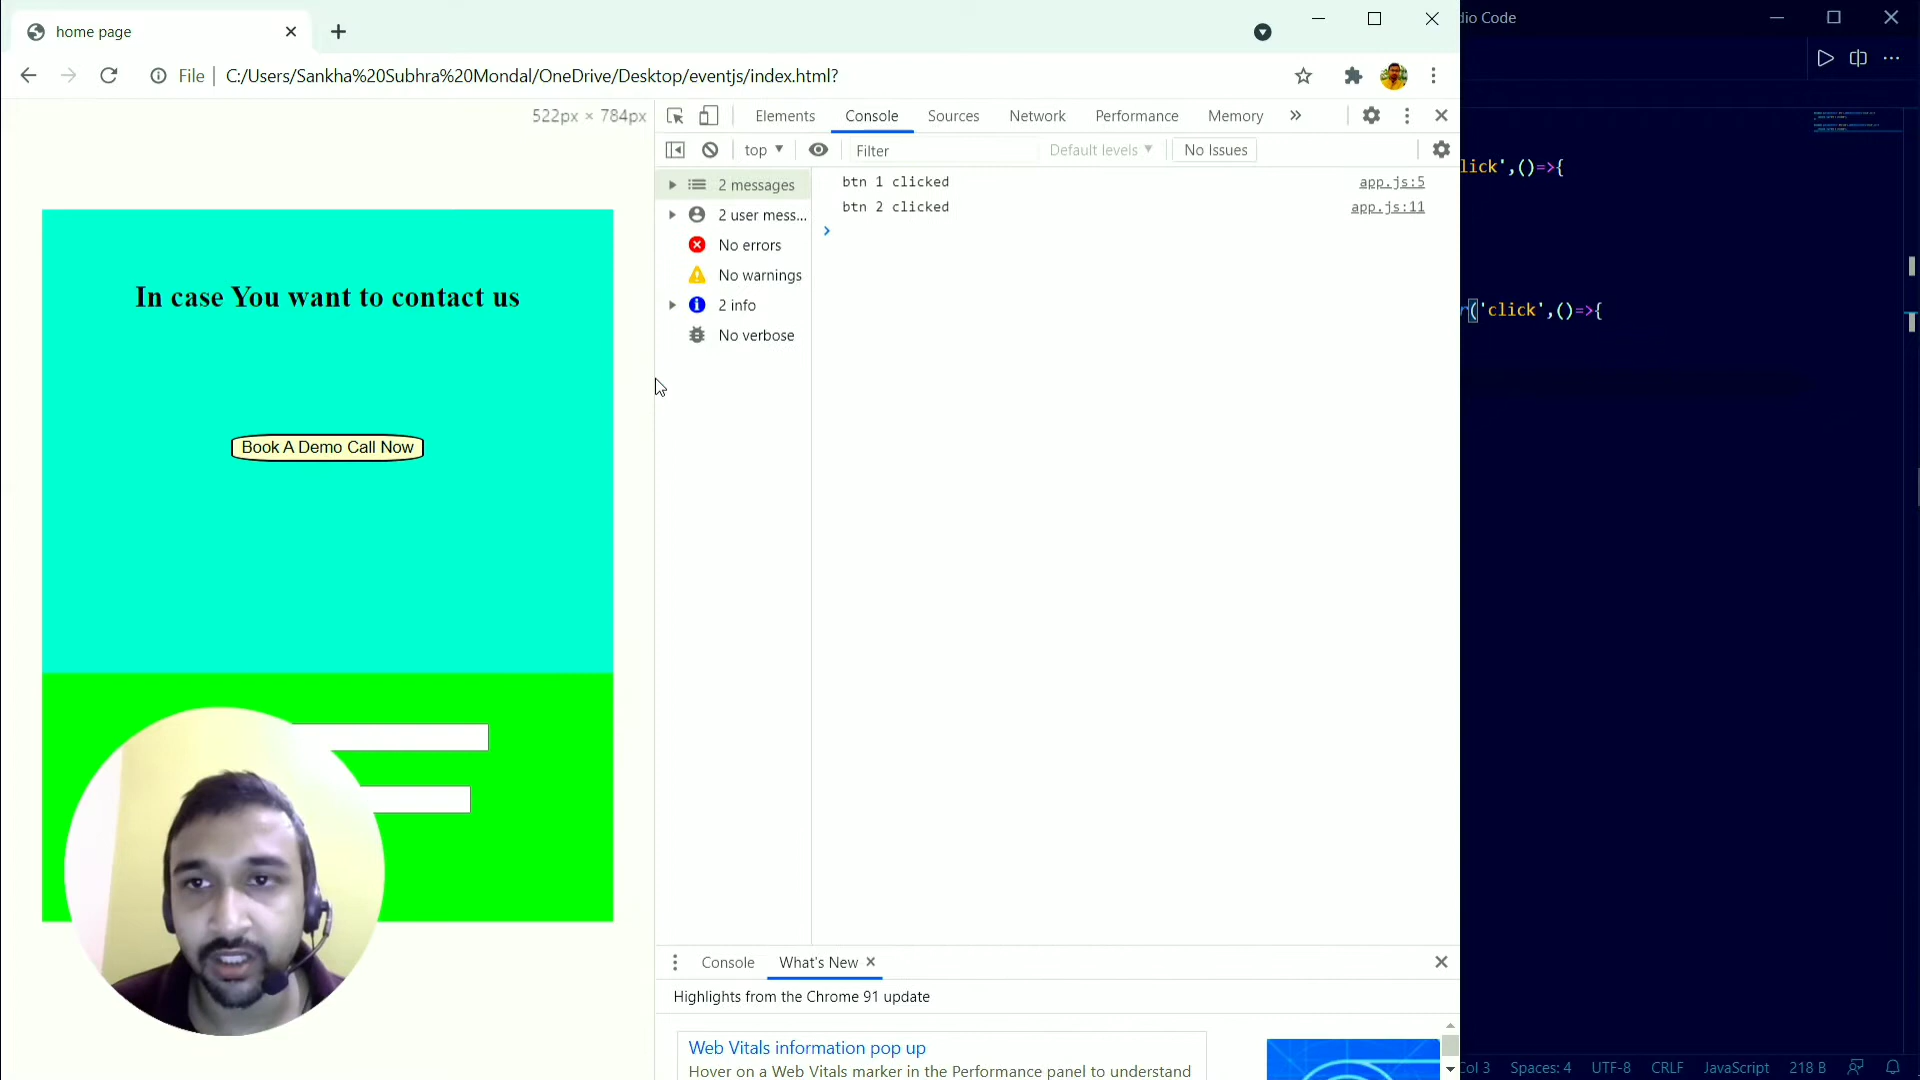 home page
dio Code
File
C:/Users/Sankha%20Subhra%20Mondal/OneDrive/Desktop/eventjs/index.html?
522px × 784px
Elements Console Sources Network Performance Memory »
top Filter Default levels No Issues
2 messages
2 user mess...
No errors
No warnings
2 info
No verbose
btn 1 clicked app.js:5
btn 2 clicked app.js:11
lick',()=>{
('click',()=>{
In case You want to contact us
Book A Demo Call Now
Console What's New
Highlights from the Chrome 91 update
Web Vitals information pop up
Hover on a Web Vitals marker in the Performance panel to understand
Col 3 Spaces: 4 UTF-8 CRLF JavaScript 218 B